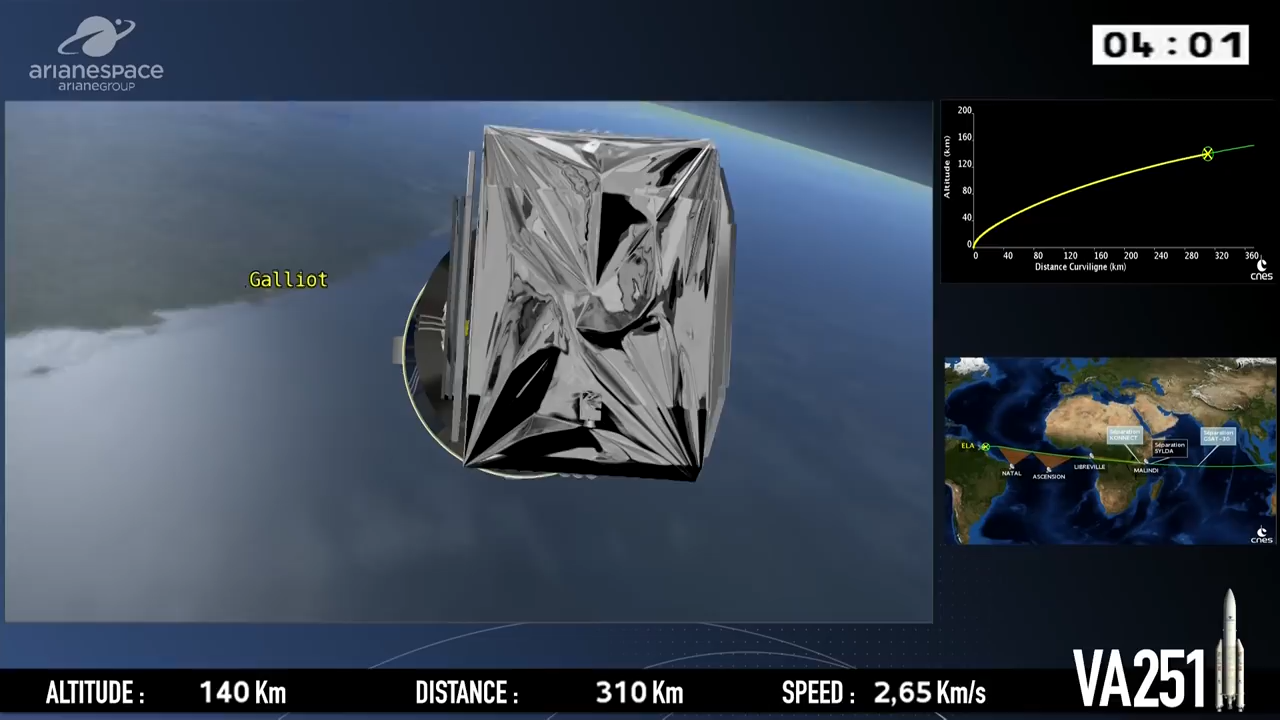 arianespace
arianeGROUP
04:01
Galliot
Altitude (km)
200
160
120
80
40
0
0 40 80 120 160 200 240 280 320 360
Distance Curviligne (km)
cnes
ELA
Séparation
KONNECT
Séparation
SYLDA
Séparation
GSAT-30
NATAL
ASCENSION
LIBREVILLE
MALINDI
cnes
VA251
ALTITUDE : 140 Km DISTANCE : 310 Km SPEED : 2,65 Km/s